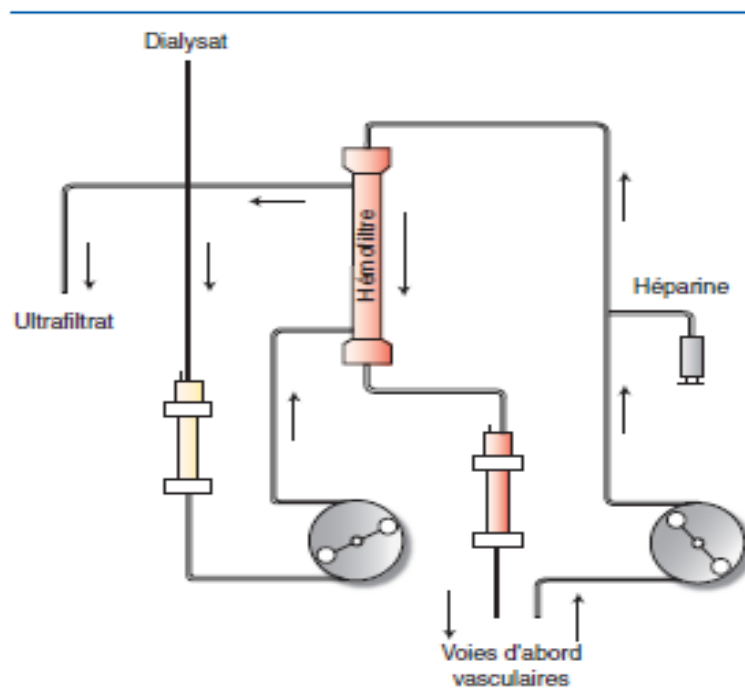 Dialysat
Hémofiltre
Héparine
Ultrafiltrat
Voies d'abord
vasculaires